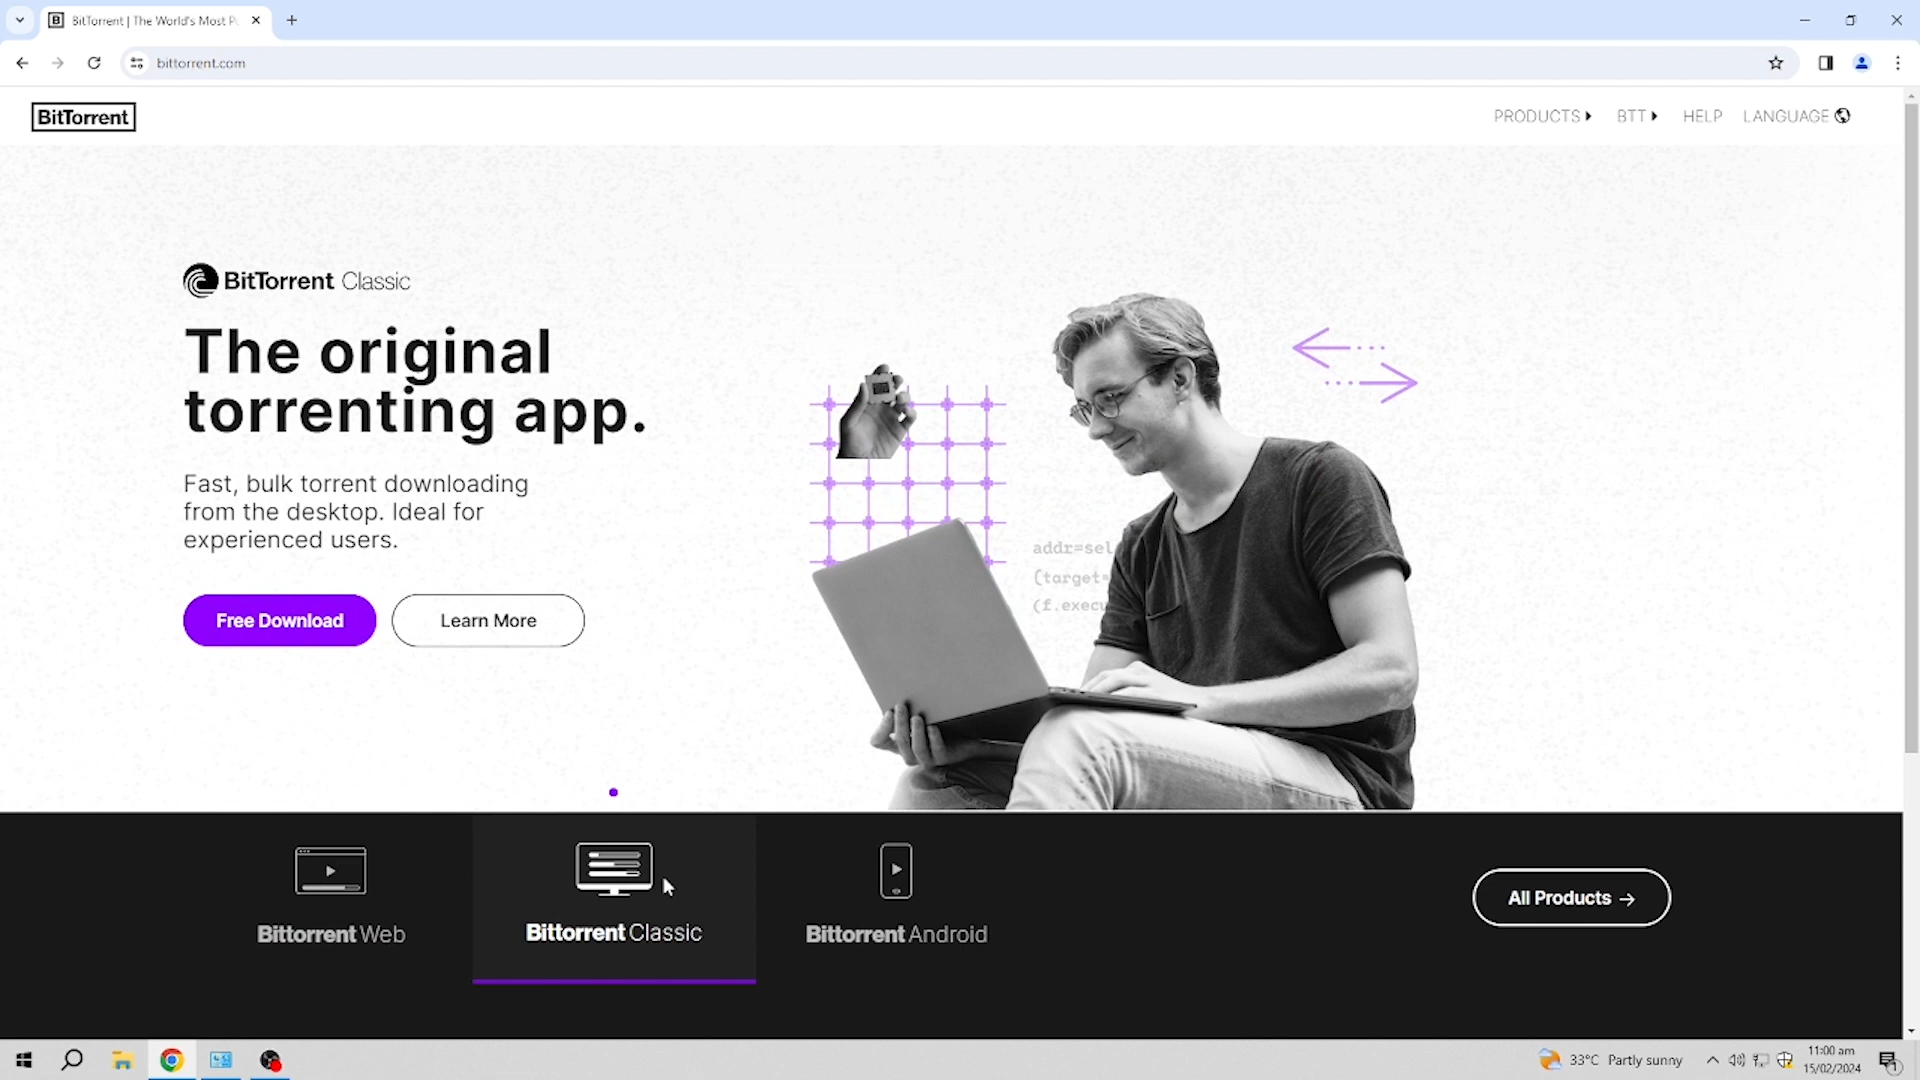 BitTorrent | The World's Most P
bittorrent.com
BitTorrent
PRODUCTS
BTT
HELP
LANGUAGE
BitTorrent Classic
The original
torrenting app.
Fast, bulk torrent downloading
from the desktop. Ideal for
experienced users.
Free Download
Learn More
addr=sel
(target=
(f.execu
Bittorrent Web
Bittorrent Classic
Bittorrent Android
All Products →
33°C Partly sunny
11:00 am
15/02/2024
1